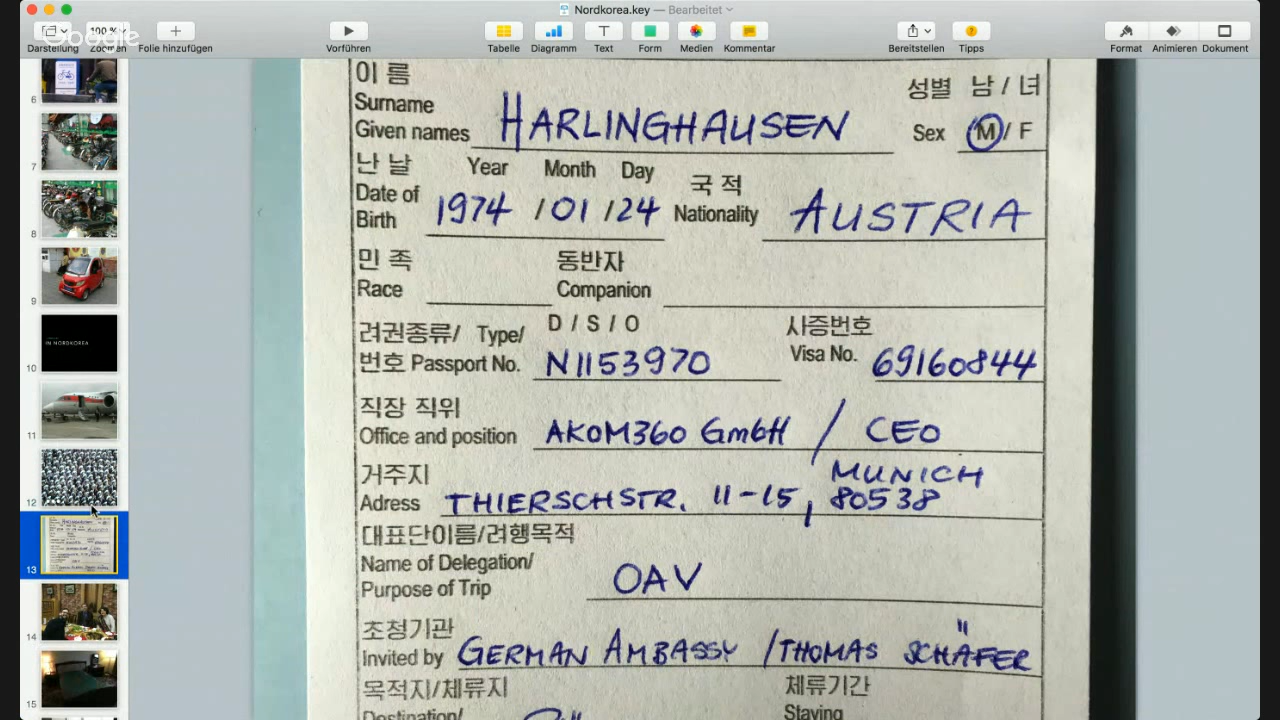 Nordkorea.key — Bearbeitet
100 %
Google
Darstellung Zoomen Folie hinzufügen Vorführen Tabelle Diagramm Text Form Medien Kommentar Bereitstellen Tipps Format Animieren Dokument
6
7
8
9
IN NORDKOREA
10
11
12
13
14
15
이 름
Surname
Given names HARLINGHAUSEN
성별 남 / 녀
Sex M / F
난 날 Year Month Day
Date of
Birth 1974 / 01 / 24
국 적
Nationality AUSTRIA
민 족
Race
동반자
Companion
려권종류/ Type/ D / S / O
번호 Passport No. N1153970
사증번호
Visa No. 69160844
직장 직위
Office and position AKOM360 GmbH / CEO
거주지 MUNICH
Adress THIERSCHSTR. 11-15, 80538
대표단이름/려행목적
Name of Delegation/
Purpose of Trip OAV
초청기관
Invited by GERMAN AMBASSY / THOMAS SCHÄFER
목적지/체류지 체류기간
Destination/ Staying